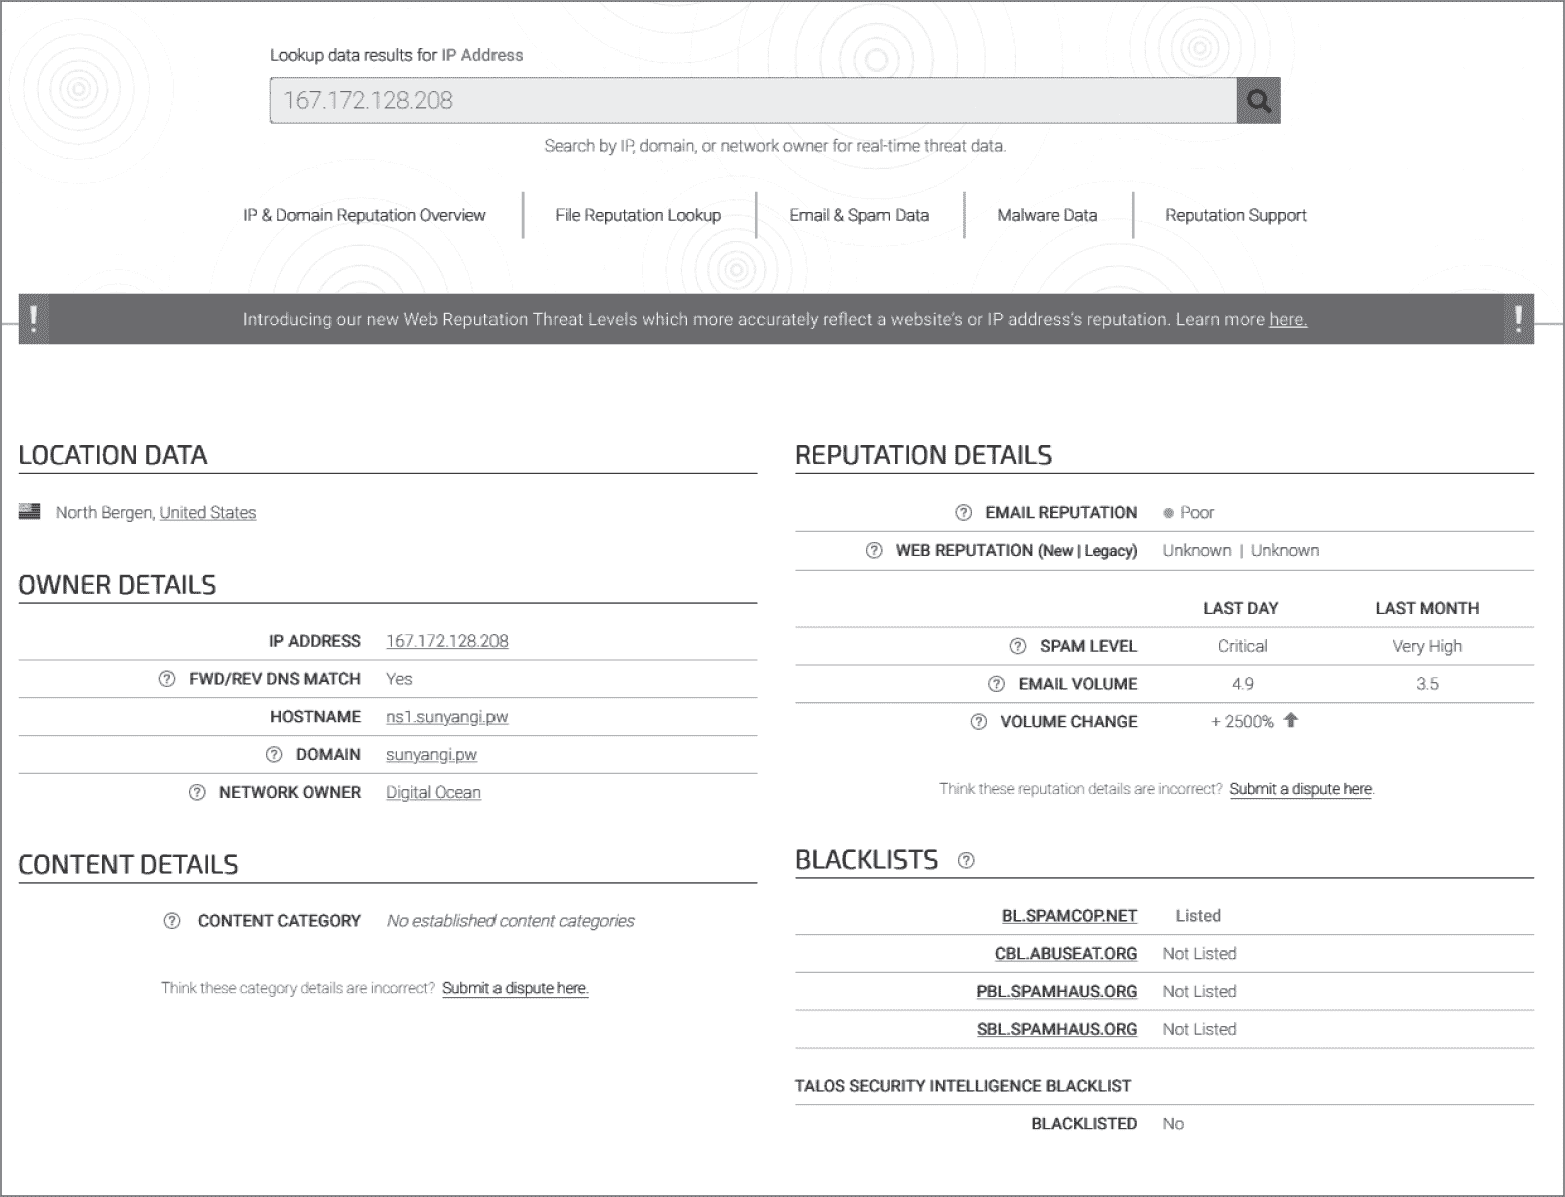 Lookup data results for IP Address
167.172.128.208
Search by IP, domain, or network owner for real-time threat data.
IP & Domain Reputation Overview
File Reputation Lookup
Email & Spam Data
Malware Data
Reputation Support
! Introducing our new Web Reputation Threat Levels which more accurately reflect a website's or IP address's reputation. Learn more here. !
LOCATION DATA
North Bergen, United States
OWNER DETAILS
IP ADDRESS 167.172.128.208
? FWD/REV DNS MATCH Yes
HOSTNAME ns1.sunyangi.pw
? DOMAIN sunyangi.pw
? NETWORK OWNER Digital Ocean
CONTENT DETAILS
? CONTENT CATEGORY No established content categories
Think these category details are incorrect? Submit a dispute here.
REPUTATION DETAILS
? EMAIL REPUTATION Poor
? WEB REPUTATION (New | Legacy) Unknown | Unknown
LAST DAY LAST MONTH
? SPAM LEVEL Critical Very High
? EMAIL VOLUME 4.9 3.5
? VOLUME CHANGE + 2500%
Think these reputation details are incorrect? Submit a dispute here.
BLACKLISTS ?
BL.SPAMCOP.NET Listed
CBL.ABUSEAT.ORG Not Listed
PBL.SPAMHAUS.ORG Not Listed
SBL.SPAMHAUS.ORG Not Listed
TALOS SECURITY INTELLIGENCE BLACKLIST
BLACKLISTED No